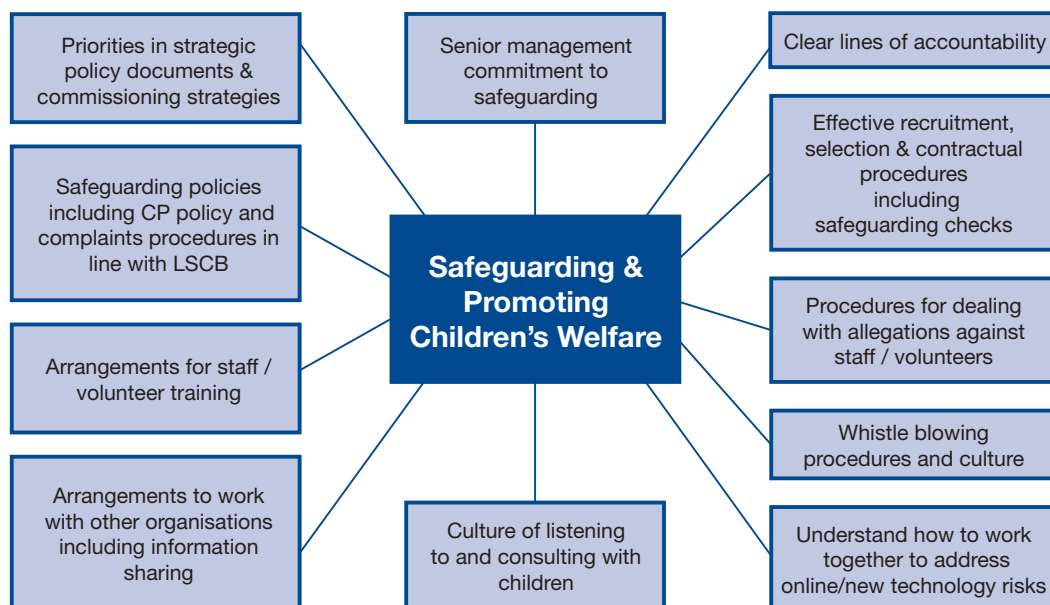 Priorities in strategic
policy documents &
commissioning strategies
Senior management
commitment to
safeguarding
Clear lines of accountability
Effective recruitment,
selection & contractual
procedures
including
safeguarding checks
Safeguarding policies
including CP policy and
complaints procedures in
line with LSCB
Safeguarding &
Promoting
Children’s Welfare
Procedures for dealing
with allegations against
staff / volunteers
Arrangements for staff /
volunteer training
Whistle blowing
procedures and culture
Arrangements to work
with other organisations
including information
sharing
Culture of listening
to and consulting with
children
Understand how to work
together to address
online/new technology risks